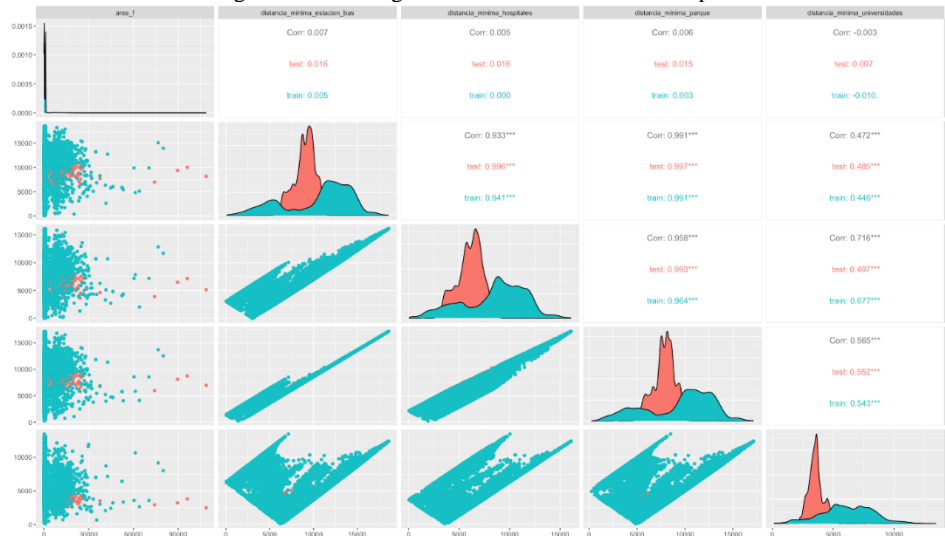 area_f distancia_minima_estacion_bas distancia_minima_hospitales distancia_minima_parque distancia_minima_universidades
0.0015
0.0010
0.0005
0.0000
Corr: 0.007 Corr: 0.005 Corr: 0.006 Corr: -0.003
test: 0.016 test: 0.016 test: 0.015 test: 0.007
train: 0.005 train: 0.000 train: 0.003 train: -0.010.
15000
10000
5000
0
Corr: 0.933*** Corr: 0.991*** Corr: 0.472***
test: 0.996*** test: 0.997*** test: 0.485***
train: 0.941*** train: 0.991*** train: 0.446***
15000
10000
5000
0
Corr: 0.958*** Corr: 0.716***
test: 0.993*** test: 0.497***
train: 0.964*** train: 0.677***
15000
10000
5000
0
Corr: 0.565***
test: 0.552***
train: 0.543***
10000
5000
0
0 30000 60000 90000 0 5000 10000 15000 0 5000 10000 15000 0 5000 10000 15000 0 5000 10000